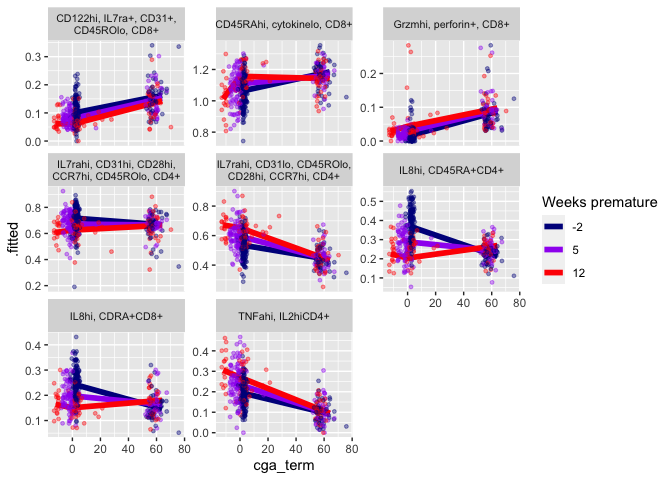 CD122hi, IL7ra+, CD31+,
CD45ROlo, CD8+
CD45RAhi, cytokinelo, CD8+
Grzmhi, perforin+, CD8+
0.3
0.2
0.1
0.0
1.2
1.0
0.8
0.2
0.1
0.0
IL7rahi, CD31hi, CD28hi,
CCR7hi, CD45ROlo, CD4+
IL7rahi, CD31lo, CD45ROlo,
CD28hi, CCR7hi, CD4+
IL8hi, CD45RA+CD4+
0.8
0.6
0.4
0.2
0.8
0.6
0.4
0.5
0.4
0.3
0.2
0.1
0 20 40 60 80
IL8hi, CDRA+CD8+
TNFahi, IL2hiCD4+
0.4
0.3
0.2
0.1
0.4
0.3
0.2
0.1
0.0
0 20 40 60 80
0 20 40 60 80
cga_term
.fitted
Weeks premature
-2
5
12